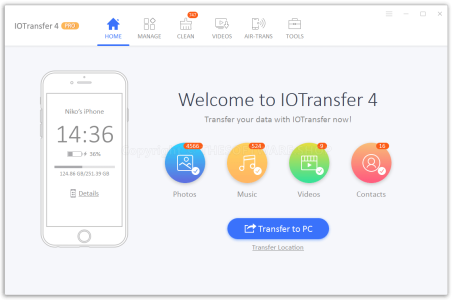 IOTransfer 4 PRO
HOME
MANAGE
CLEAN
VIDEOS
AIR-TRANS
TOOLS
Niko's iPhone
14:36
36%
124.86 GB/251.39 GB
Details
Welcome to IOTransfer 4
Transfer your data with IOTransfer now!
4566
524
8
16
Photos
Music
Videos
Contacts
Transfer to PC
Transfer Location